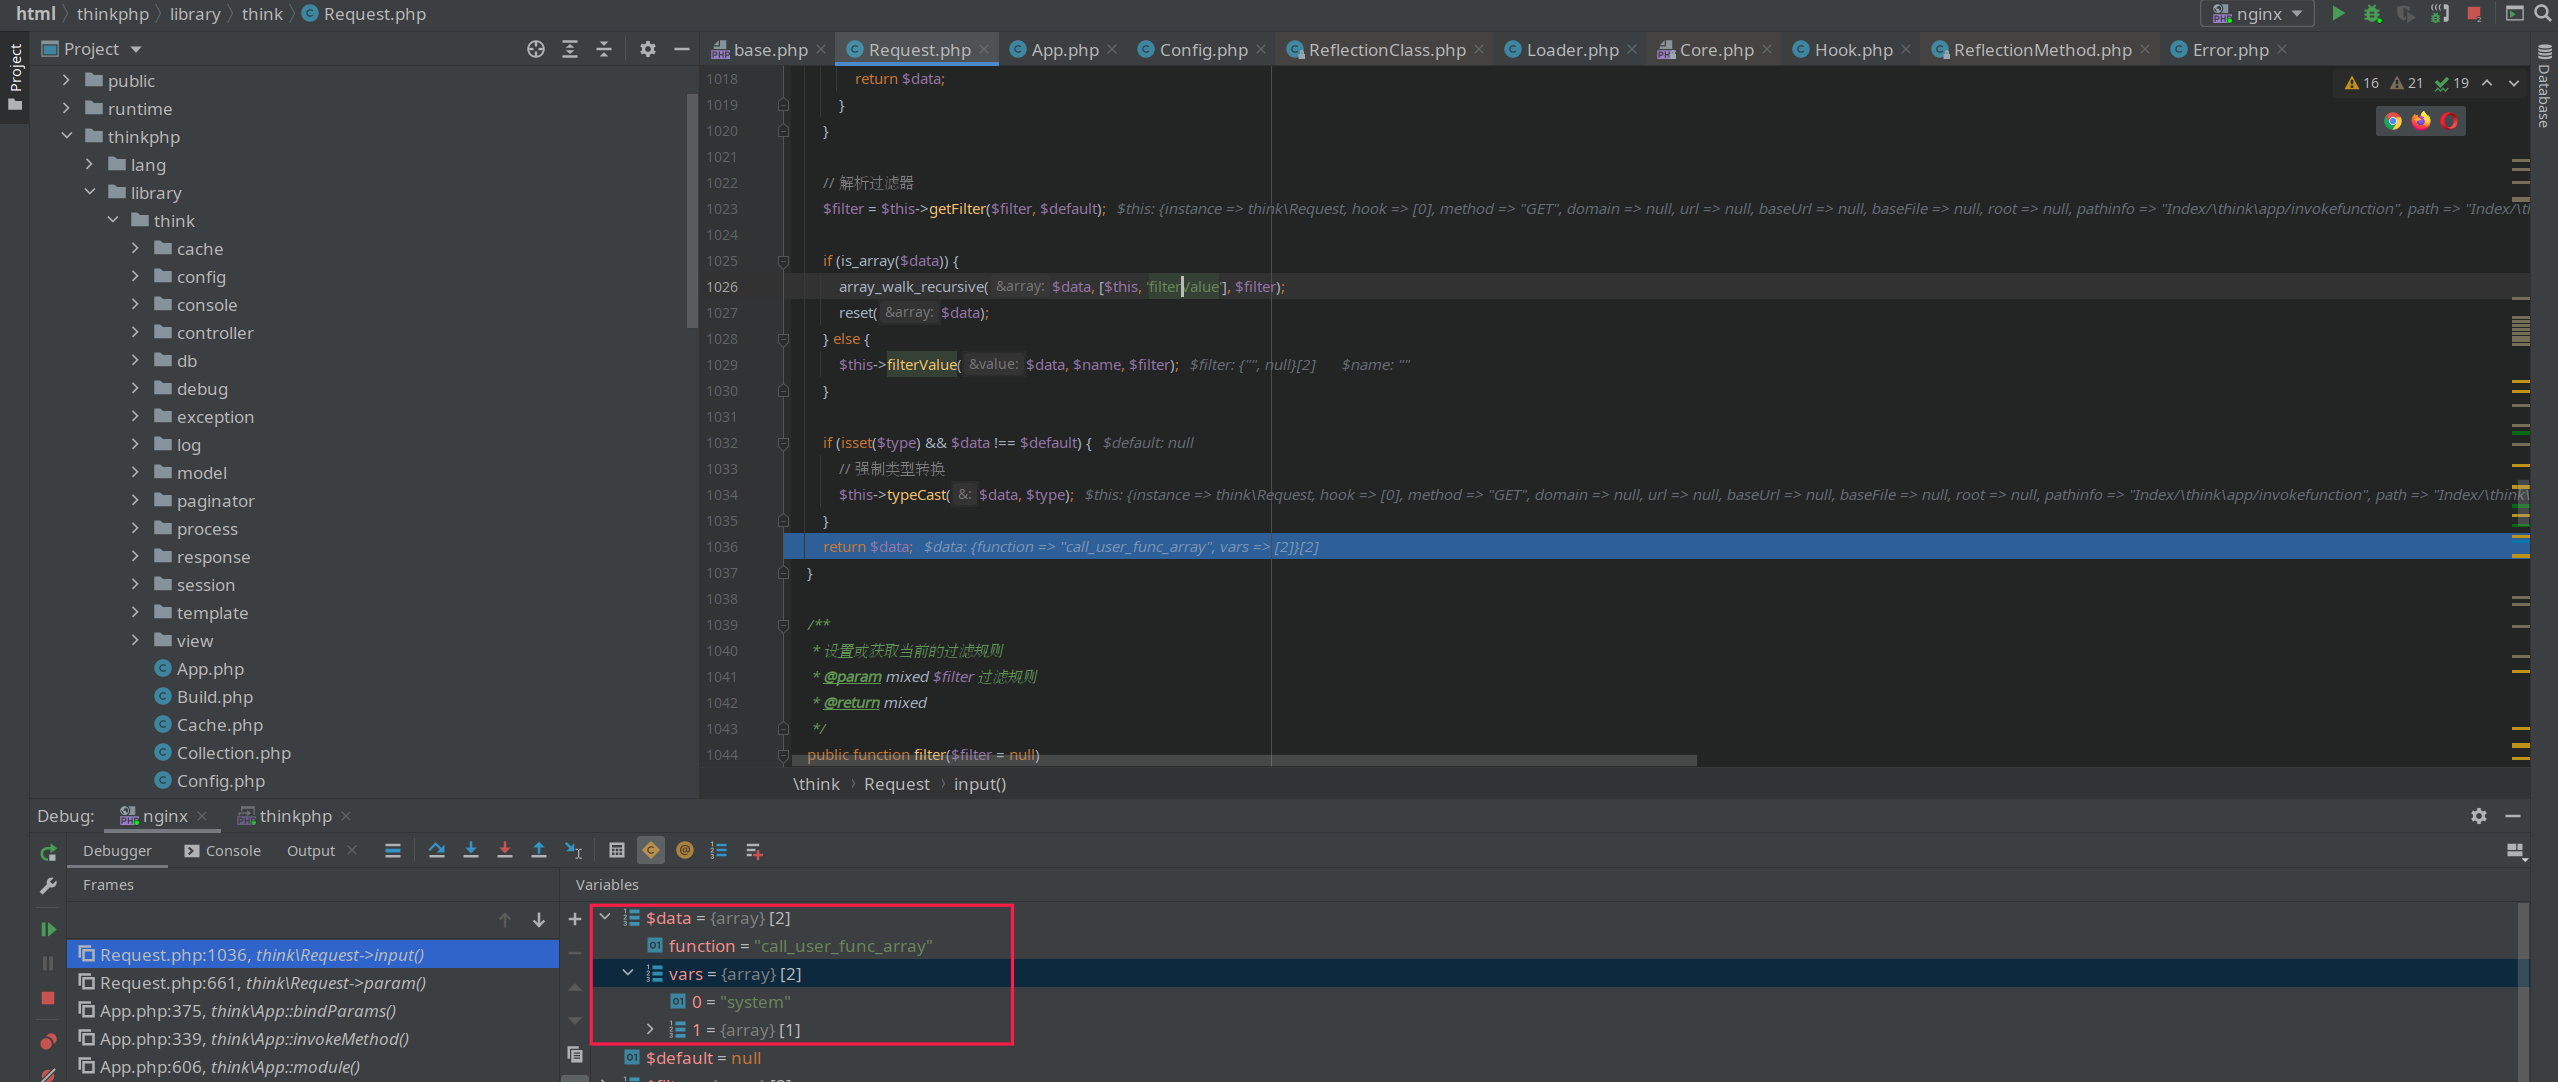 html thinkphp library think Request.php nginx
Project base.php Request.php App.php Config.php ReflectionClass.php Loader.php Core.php Hook.php ReflectionMethod.php Error.php
Project
Database
public
runtime
thinkphp
lang
library
think
cache
config
console
controller
db
debug
exception
log
model
paginator
process
response
session
template
view
App.php
Build.php
Cache.php
Collection.php
Config.php
16 21 19
1018 return $data;
1019 }
1020 }
1021
1022 // 解析过滤器
1023 $filter = $this->getFilter($filter, $default); $this: {instance => think\Request, hook => [0], method => "GET", domain => null, url => null, baseUrl => null, baseFile => null, root => null, pathinfo => "Index/\think\app/invokefunction", path => "Index/\t
1024
1025 if (is_array($data)) {
1026 array_walk_recursive( &array: $data, [$this, 'filterValue'], $filter);
1027 reset( &array: $data);
1028 } else {
1029 $this->filterValue( &value: $data, $name, $filter); $filter: {"", null}[2] $name: ""
1030 }
1031
1032 if (isset($type) && $data !== $default) { $default: null
1033 // 强制类型转换
1034 $this->typeCast( &: $data, $type); $this: {instance => think\Request, hook => [0], method => "GET", domain => null, url => null, baseUrl => null, baseFile => null, root => null, pathinfo => "Index/\think\app/invokefunction", path => "Index/\think\
1035 }
1036 return $data; $data: {function => "call_user_func_array", vars => [2]}[2]
1037 }
1038
1039 /**
1040 * 设置或获取当前的过滤规则
1041 * @param mixed $filter 过滤规则
1042 * @return mixed
1043 */
1044 public function filter($filter = null)
\think Request input()
Debug: nginx thinkphp
Debugger Console Output
Frames
Request.php:1036, think\Request->input()
Request.php:661, think\Request->param()
App.php:375, think\App::bindParams()
App.php:339, think\App::invokeMethod()
App.php:606, think\App::module()
Variables
$data = {array} [2]
function = "call_user_func_array"
vars = {array} [2]
0 = "system"
1 = {array} [1]
$default = null